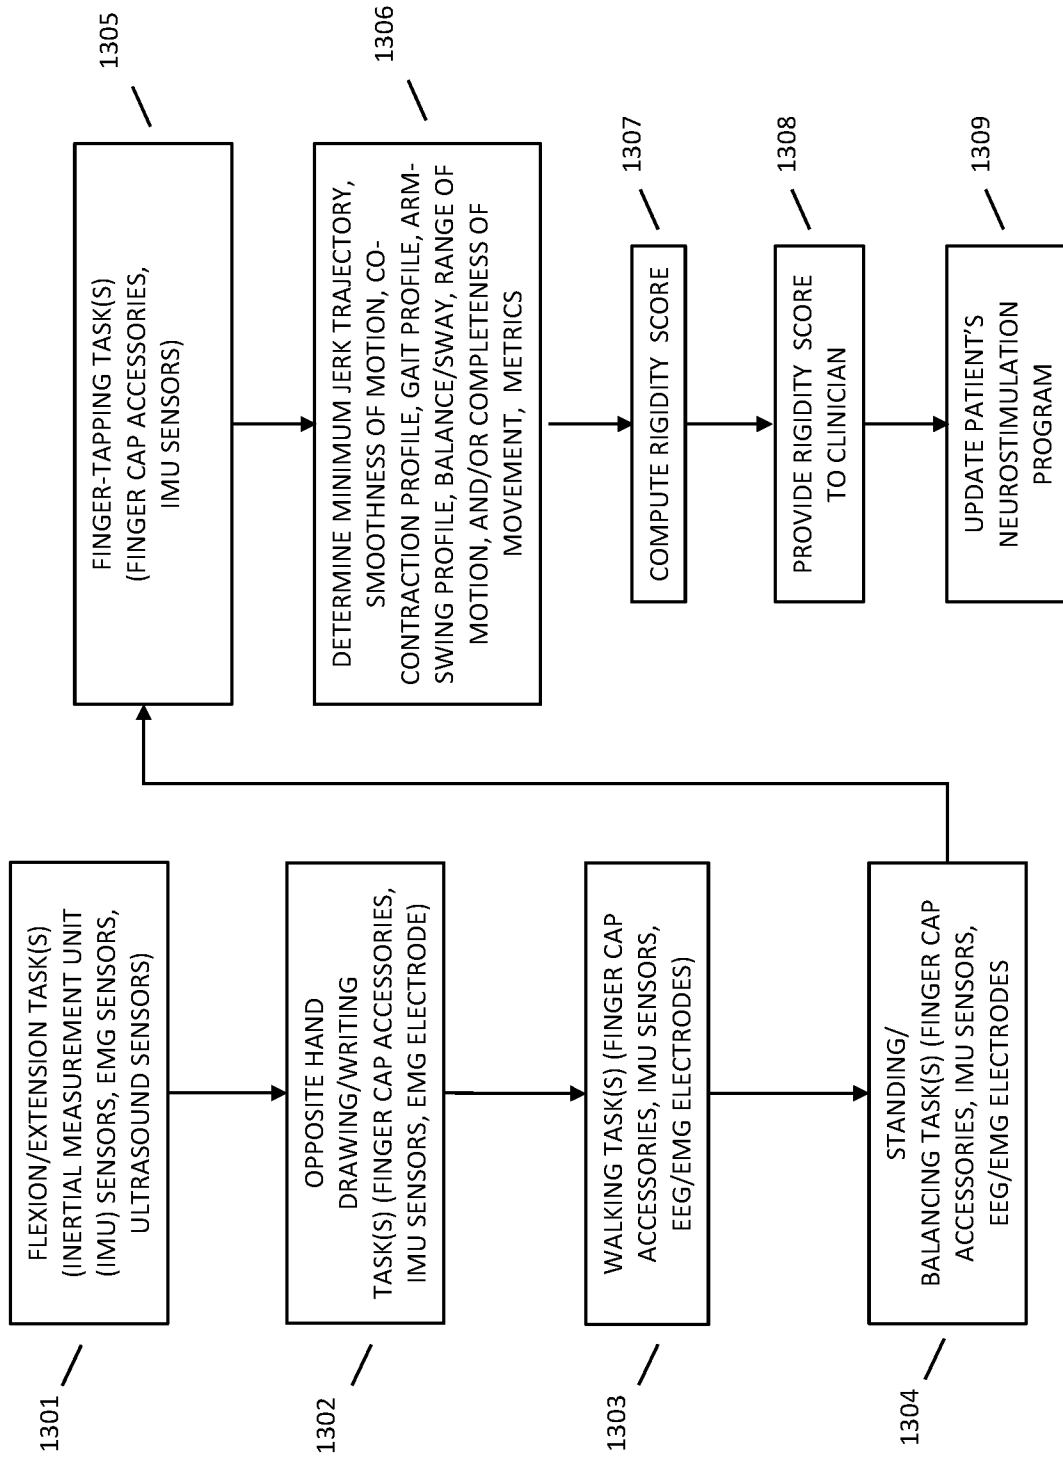 1301
FLEXION/EXTENSION TASK(S)
(INERTIAL MEASUREMENT UNIT
(IMU) SENSORS, EMG SENSORS,
ULTRASOUND SENSORS)
1302
OPPOSITE HAND
DRAWING/WRITING
TASK(S) (FINGER CAP ACCESSORIES,
IMU SENSORS, EMG ELECTRODE)
1303
WALKING TASK(S) (FINGER CAP
ACCESSORIES, IMU SENSORS,
EEG/EMG ELECTRODES)
1304
STANDING/
BALANCING TASK(S) (FINGER CAP
ACCESSORIES, IMU SENSORS,
EEG/EMG ELECTRODES
1305
FINGER-TAPPING TASK(S)
(FINGER CAP ACCESSORIES,
IMU SENSORS)
1306
DETERMINE MINIMUM JERK TRAJECTORY,
SMOOTHNESS OF MOTION, CO-
CONTRACTION PROFILE, GAIT PROFILE, ARM-
SWING PROFILE, BALANCE/SWAY, RANGE OF
MOTION, AND/OR COMPLETENESS OF
MOVEMENT, METRICS
1307
COMPUTE RIGIDITY SCORE
1308
PROVIDE RIGIDITY SCORE
TO CLINICIAN
1309
UPDATE PATIENT'S
NEUROSTIMULATION
PROGRAM